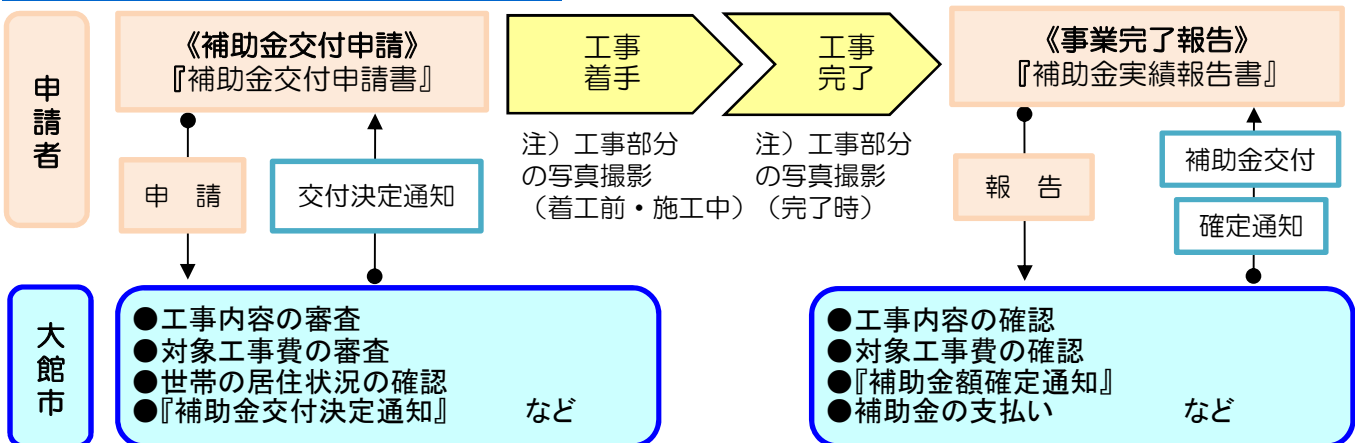 申請者
《補助金交付申請》
『補助金交付申請書』
工事
着手
工事
完了
《事業完了報告》
『補助金実績報告書』
注）工事部分
の写真撮影
（着工前・施工中）
注）工事部分
の写真撮影
（完了時）
申　請
交付決定通知
報　告
補助金交付
確定通知
大館市
●工事内容の審査
●対象工事費の審査
●世帯の居住状況の確認
●『補助金交付決定通知』　　　など
●工事内容の確認
●対象工事費の確認
●『補助金額確定通知』
●補助金の支払い　　　　　など